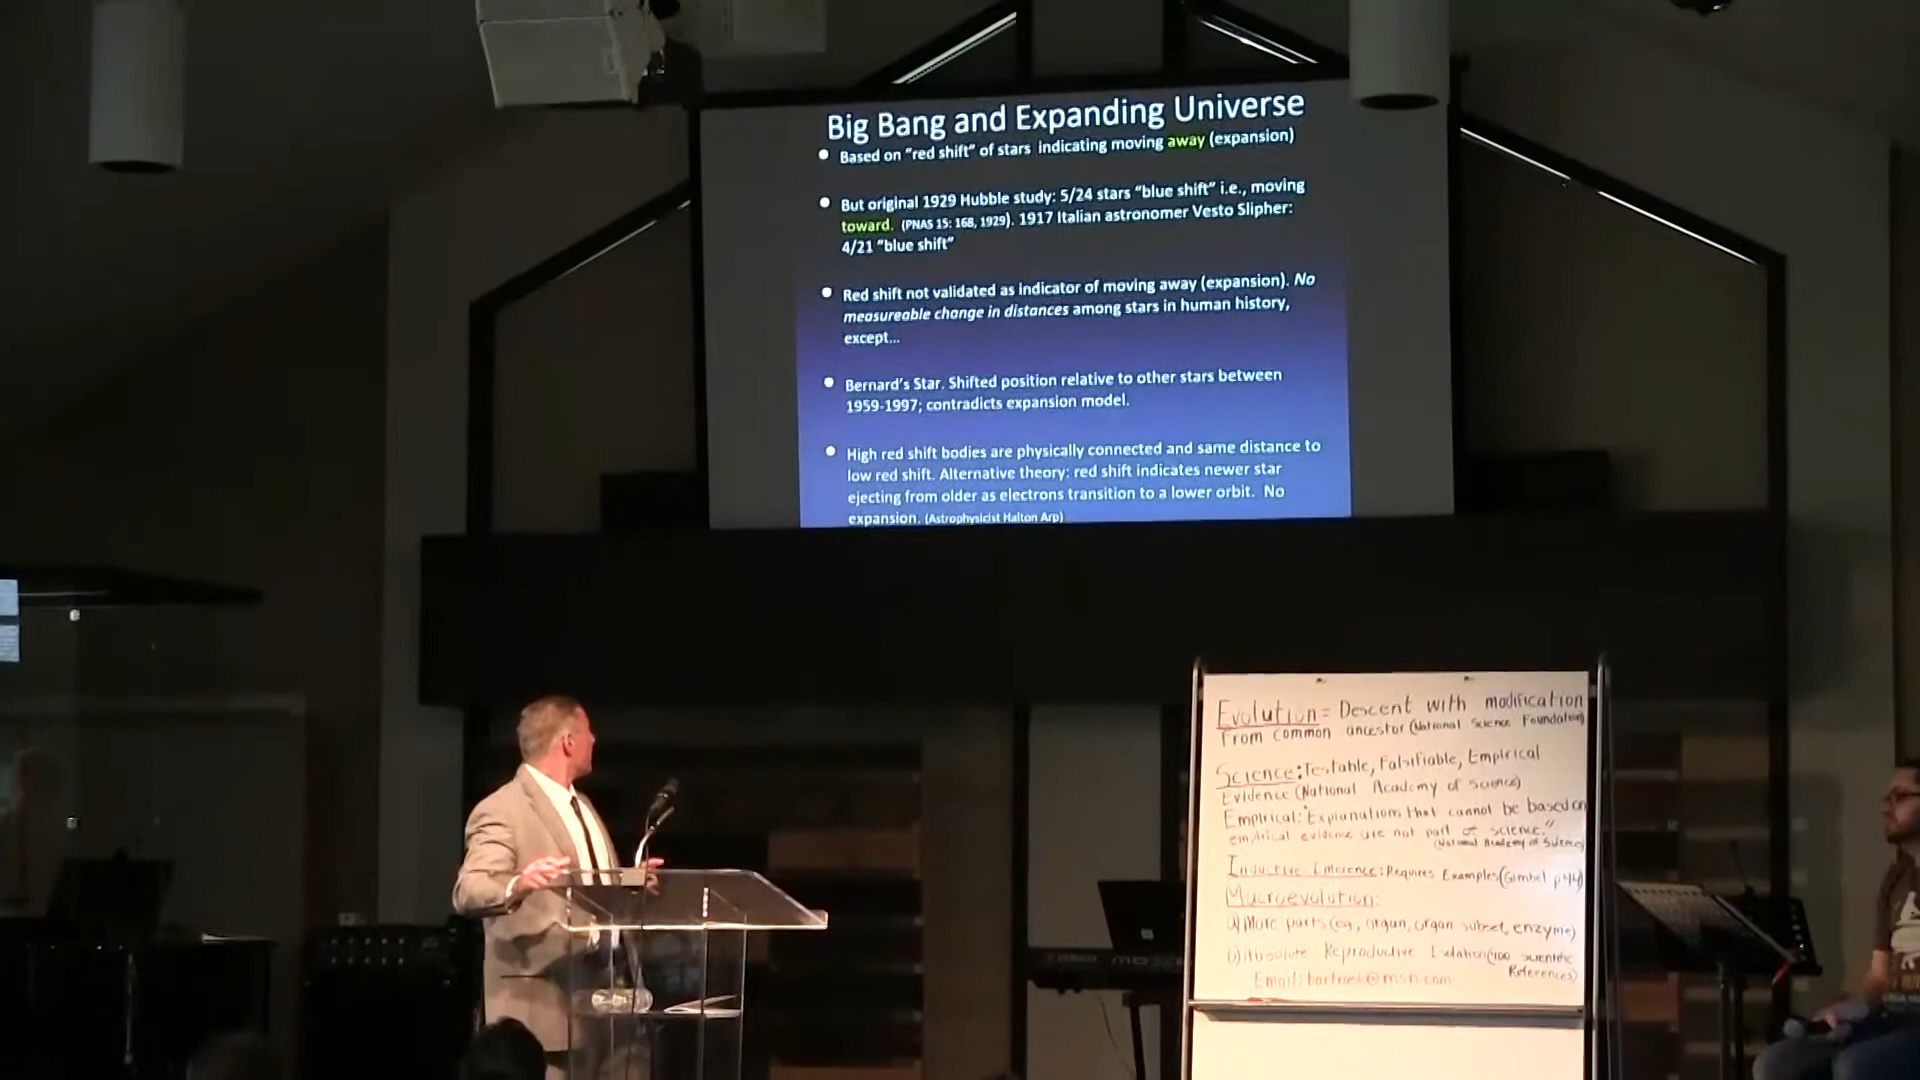 Big Bang and Expanding Universe
Based on "red shift" of stars indicating moving away (expansion)
But original 1929 Hubble study: 5/24 stars "blue shift" i.e., moving
toward. (PNAS 15: 168, 1929). 1917 Italian astronomer Vesto Slipher:
4/21 "blue shift"
Red shift not validated as indicator of moving away (expansion). No
measureable change in distances among stars in human history,
except...
Bernard's Star. Shifted position relative to other stars between
1959-1997; contradicts expansion model.
High red shift bodies are physically connected and same distance to
low red shift. Alternative theory: red shift indicates newer star
ejecting from older as electrons transition to a lower orbit. No
expansion. (Astrophysicist Halton Arp)
Evolution = Descent with modification
From common ancestor (National Science Foundation)
Science: Testable, Falsifiable, Empirical
Evidence (National Academy of Science)
Empirical: "Explanations that cannot be based on
empirical evidence are not part of science."
(National Academy of Science)
Inductive Inference: Requires Examples (Gimbel p44)
Macroevolution:
a) More parts (eg, organ, organ subset, enzyme)
b) Absolute Reproductive Isolation (400 scientific
References)
Email: @msn.com